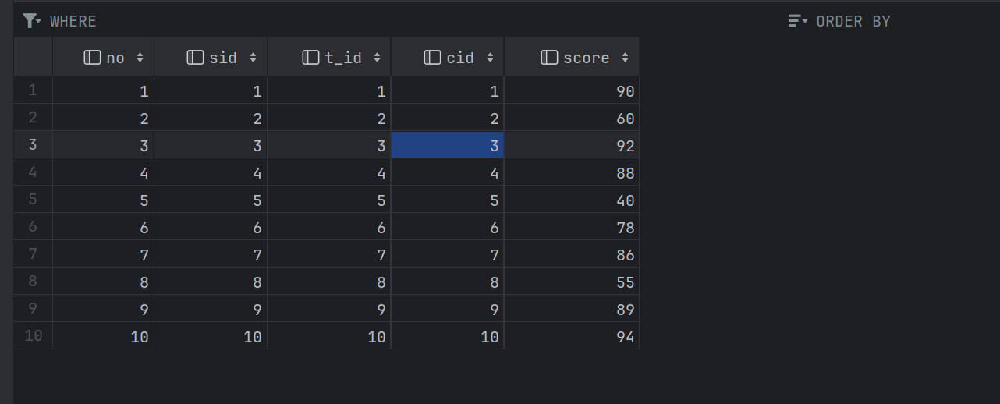 WHERE ORDER BY
no sid t_id cid score
1 1 1 1 1 90
2 2 2 2 2 60
3 3 3 3 3 92
4 4 4 4 4 88
5 5 5 5 5 40
6 6 6 6 6 78
7 7 7 7 7 86
8 8 8 8 8 55
9 9 9 9 9 89
10 10 10 10 10 94